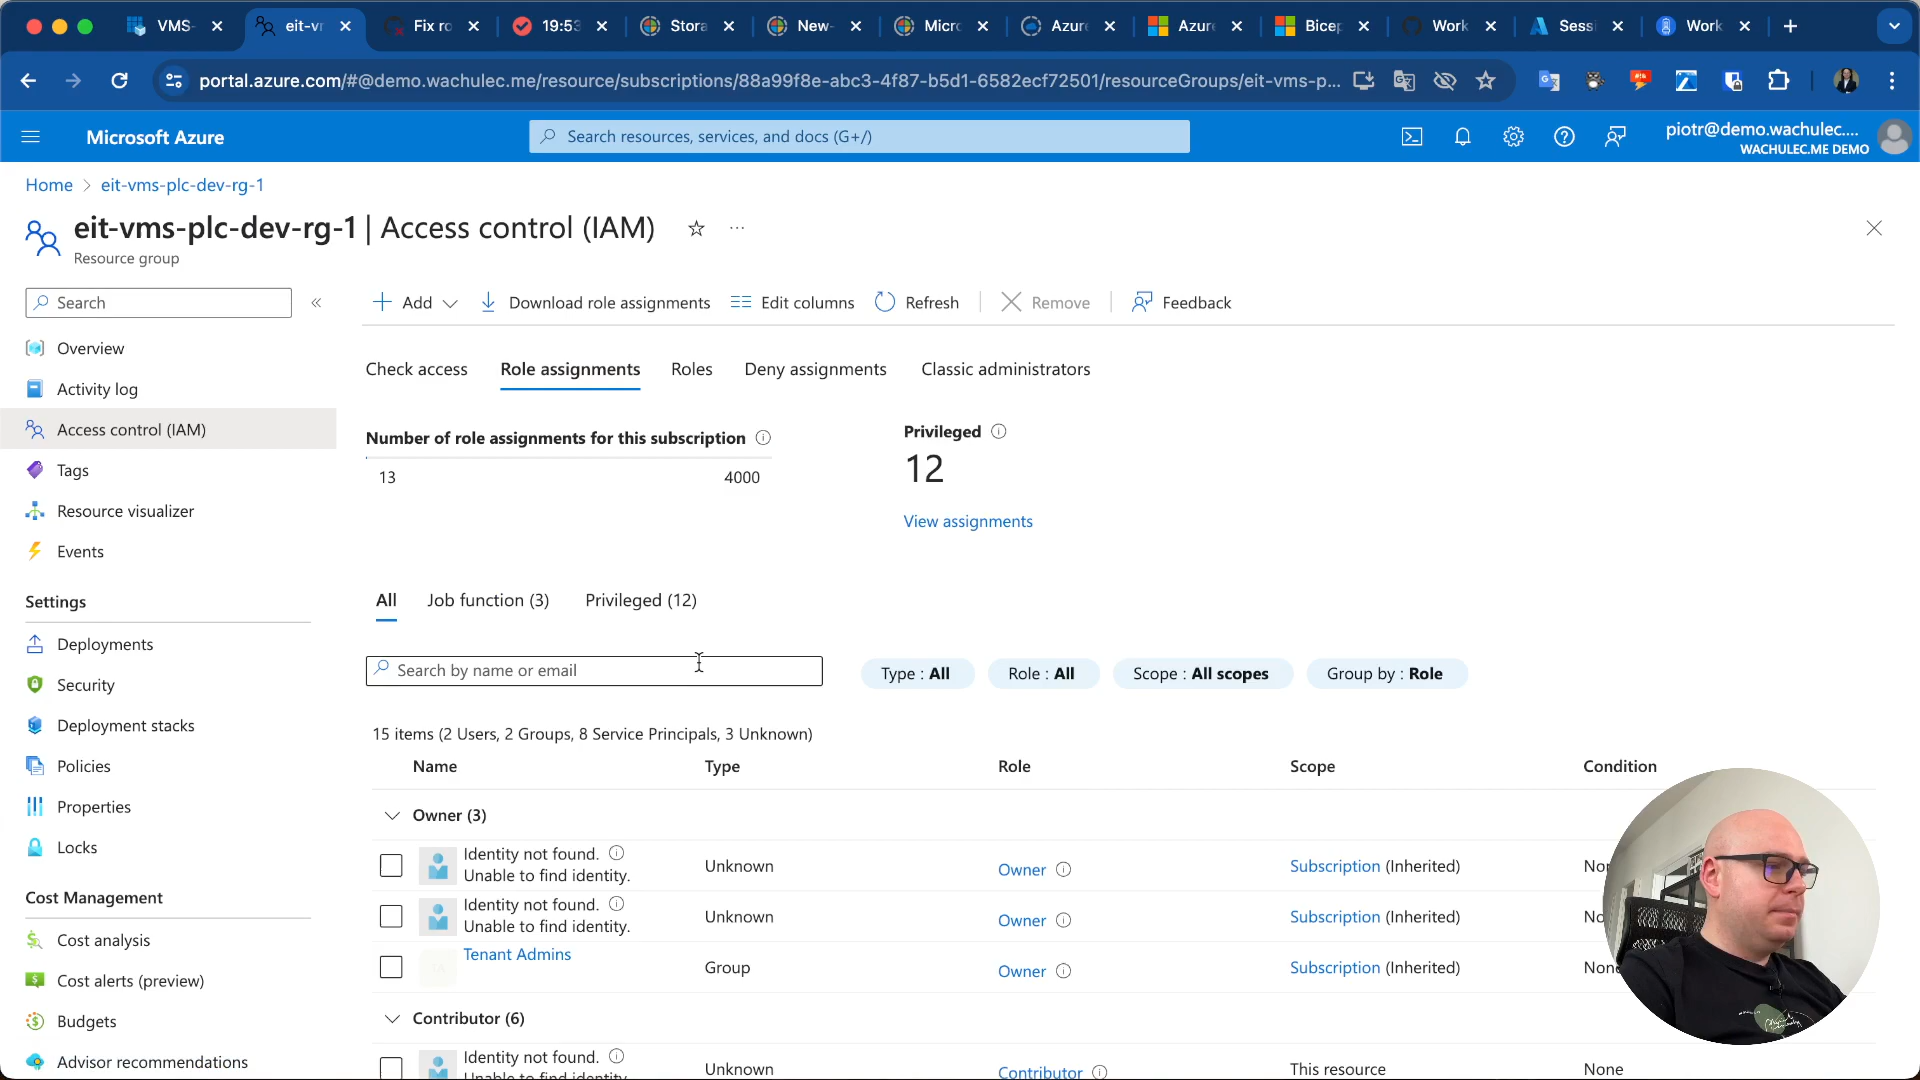 VMS-
eit-vr
Fix ro
19:53
Stora
New-
Micro
Azure
Azure
Bicep
Work
Sessi
Work
portal.azure.com/#@demo.wachulec.me/resource/subscriptions/88a99f8e-abc3-4f87-b5d1-6582ecf72501/resourceGroups/eit-vms-p...
Microsoft Azure
Search resources, services, and docs (G+/)
piotr@demo.wachulec....
WACHULEC.ME DEMO
Home > eit-vms-plc-dev-rg-1
eit-vms-plc-dev-rg-1 | Access control (IAM)
Resource group
Search
Overview
Activity log
Access control (IAM)
Tags
Resource visualizer
Events
Settings
Deployments
Security
Deployment stacks
Policies
Properties
Locks
Cost Management
Cost analysis
Cost alerts (preview)
Budgets
Advisor recommendations
Add
Download role assignments
Edit columns
Refresh
Remove
Feedback
Check access
Role assignments
Roles
Deny assignments
Classic administrators
Number of role assignments for this subscription
13
4000
Privileged
12
View assignments
All
Job function (3)
Privileged (12)
Search by name or email
Type : All
Role : All
Scope : All scopes
Group by : Role
15 items (2 Users, 2 Groups, 8 Service Principals, 3 Unknown)
Name Type Role Scope Condition
Owner (3)
Identity not found.
Unable to find identity.
Unknown Owner Subscription (Inherited)
Identity not found.
Unable to find identity.
Unknown Owner Subscription (Inherited)
Tenant Admins
Group Owner Subscription (Inherited) None
Contributor (6)
Identity not found.
Unable to find identity.
Unknown Contributor This resource None